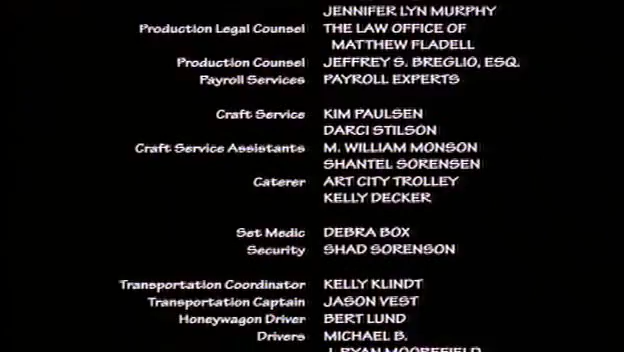 JENNIFER LYN MURPHY
Production Legal Counsel THE LAW OFFICE OF
MATTHEW FLADELL
Production Counsel JEFFREY S. BREGLIO, ESQ.
Payroll Services PAYROLL EXPERTS
Craft Service KIM PAULSEN
DARCI STILSON
Craft Service Assistants M. WILLIAM MONSON
SHANTEL SORENSEN
Caterer ART CITY TROLLEY
KELLY DECKER
Set Medic DEBRA BOX
Security SHAD SORENSON
Transportation Coordinator KELLY KLINDT
Transportation Captain JASON VEST
Honeywagon Driver BERT LUND
Drivers MICHAEL B.
J. RYAN MOOREFIELD